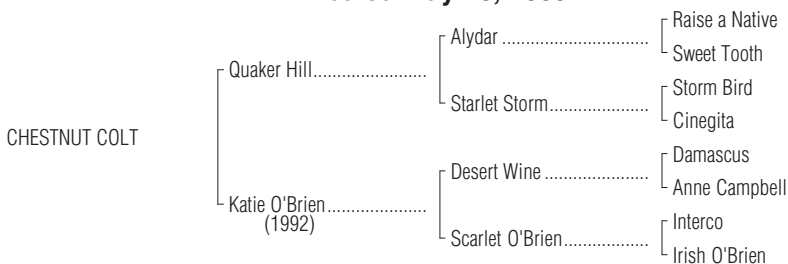 Raise a Native
Alydar ................................
Sweet Tooth
Quaker Hill.........................
Storm Bird
Starlet Storm.....................
Cinegita
CHESTNUT COLT
Damascus
Desert Wine .......................
Anne Campbell
Katie O'Brien......................
(1992)
Interco
Scarlet O'Brien..................
Irish O'Brien